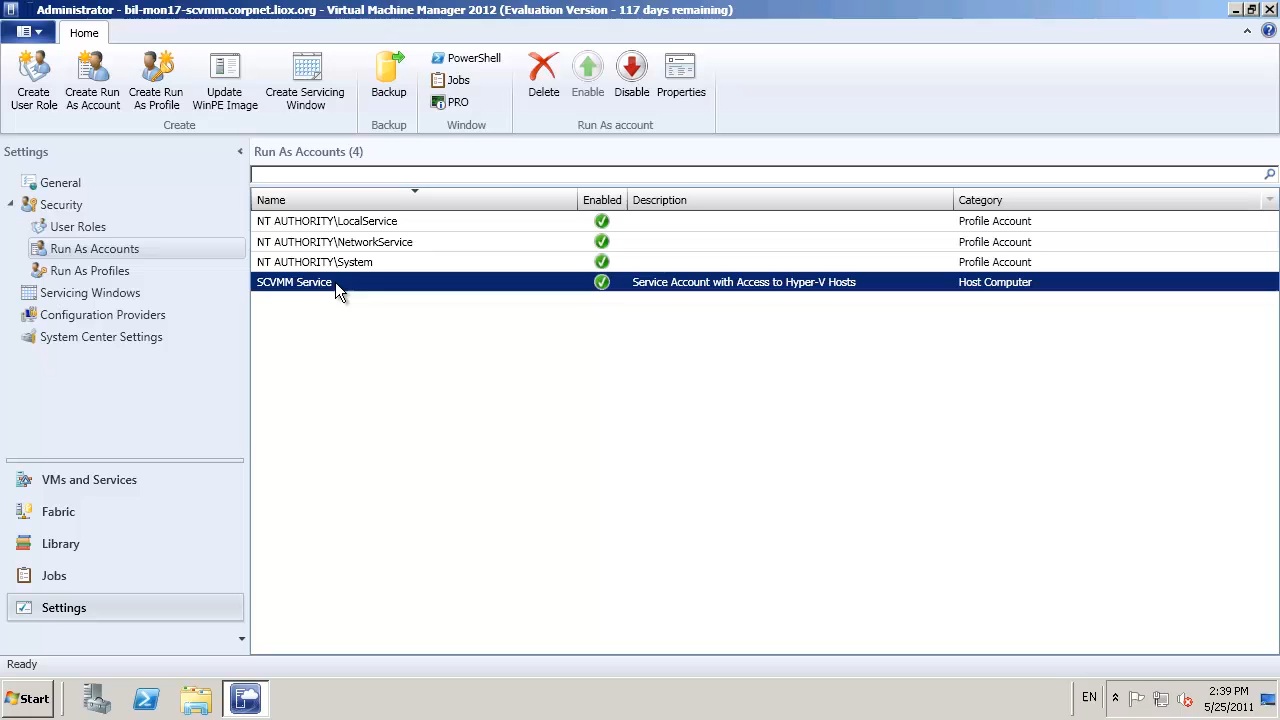 Administrator - bil-mon17-scvmm.corpnet.liox.org - Virtual Machine Manager 2012 (Evaluation Version - 117 days remaining)
Home
Create User Role
Create Run As Account
Create Run As Profile
Update WinPE Image
Create Servicing Window
Backup
PowerShell
Jobs
PRO
Delete
Enable
Disable
Properties
Create
Backup
Window
Run As account
Settings
General
Security
User Roles
Run As Accounts
Run As Profiles
Servicing Windows
Configuration Providers
System Center Settings
VMs and Services
Fabric
Library
Jobs
Settings
Run As Accounts (4)
Name Enabled Description Category
NT AUTHORITY\LocalService Profile Account
NT AUTHORITY\NetworkService Profile Account
NT AUTHORITY\System Profile Account
SCVMM Service Service Account with Access to Hyper-V Hosts Host Computer
Ready
Start
EN
2:39 PM
5/25/2011